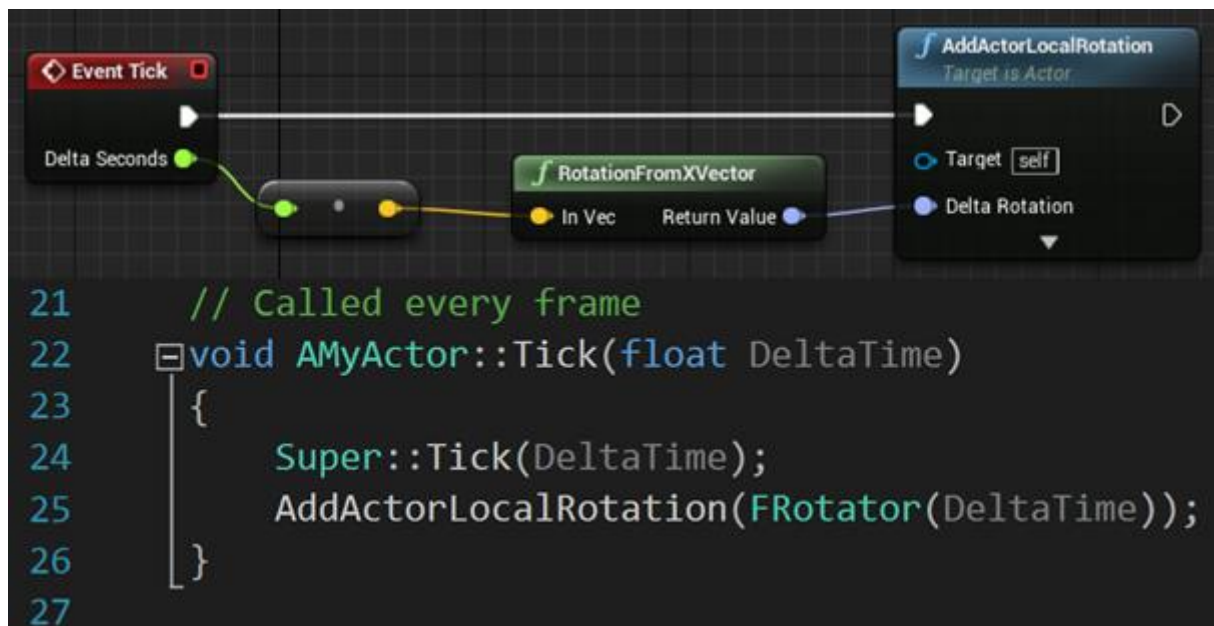 Event Tick
Delta Seconds
RotationFromXVector
In Vec Return Value
AddActorLocalRotation
Target is Actor
Target self
Delta Rotation
21 // Called every frame
22 void AMyActor::Tick(float DeltaTime)
23 {
24 Super::Tick(DeltaTime);
25 AddActorLocalRotation(FRotator(DeltaTime));
26 }
27